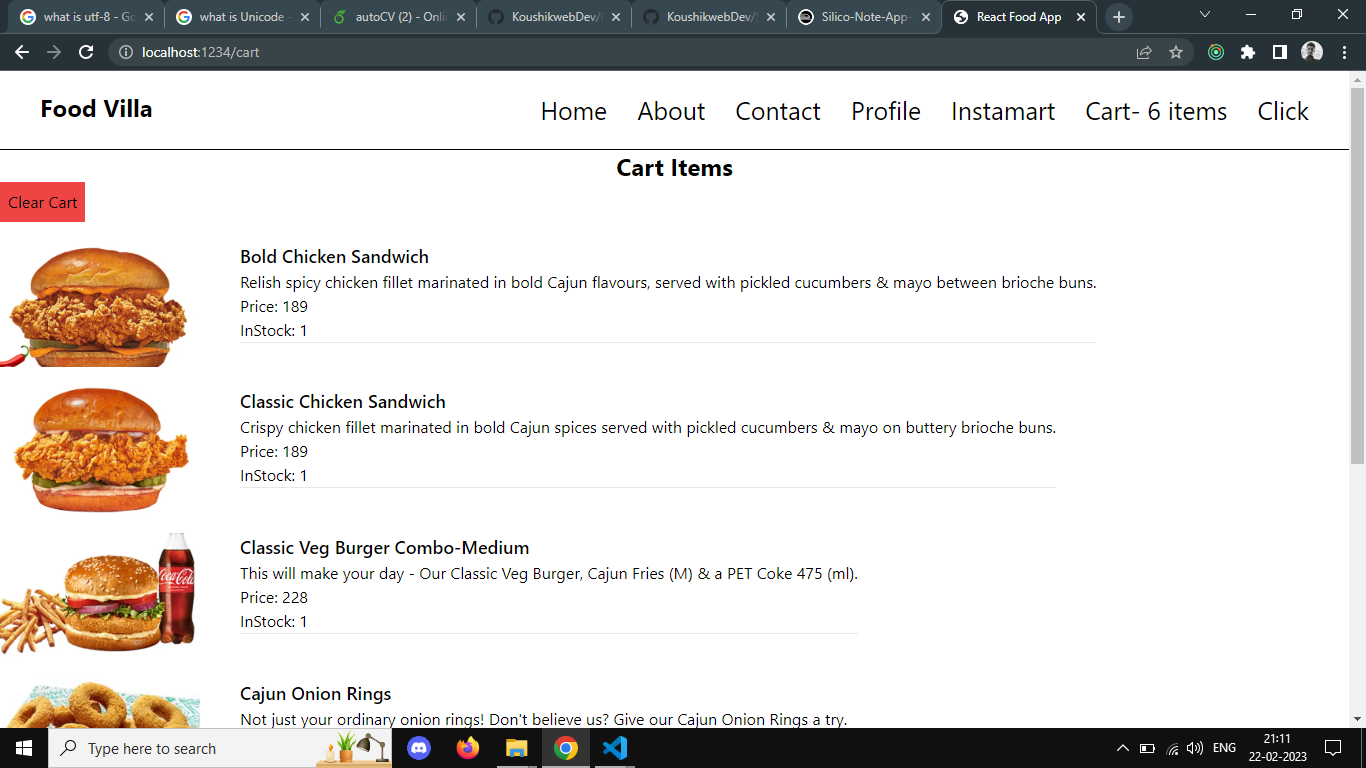 what is utf-8 - Go
what is Unicode -
autoCV (2) - Onlin
KoushikwebDev/
KoushikwebDev/
Silico-Note-App-
React Food App
localhost:1234/cart
Food Villa
Home
About
Contact
Profile
Instamart
Cart- 6 items
Click
Cart Items
Clear Cart
Bold Chicken Sandwich
Relish spicy chicken fillet marinated in bold Cajun flavours, served with pickled cucumbers & mayo between brioche buns.
Price: 189
InStock: 1
Classic Chicken Sandwich
Crispy chicken fillet marinated in bold Cajun spices served with pickled cucumbers & mayo on buttery brioche buns.
Price: 189
InStock: 1
Classic Veg Burger Combo-Medium
This will make your day - Our Classic Veg Burger, Cajun Fries (M) & a PET Coke 475 (ml).
Price: 228
InStock: 1
Coca-Cola
Cajun Onion Rings
Not just your ordinary onion rings! Don't believe us? Give our Cajun Onion Rings a try.
Type here to search
ENG
21:11
22-02-2023